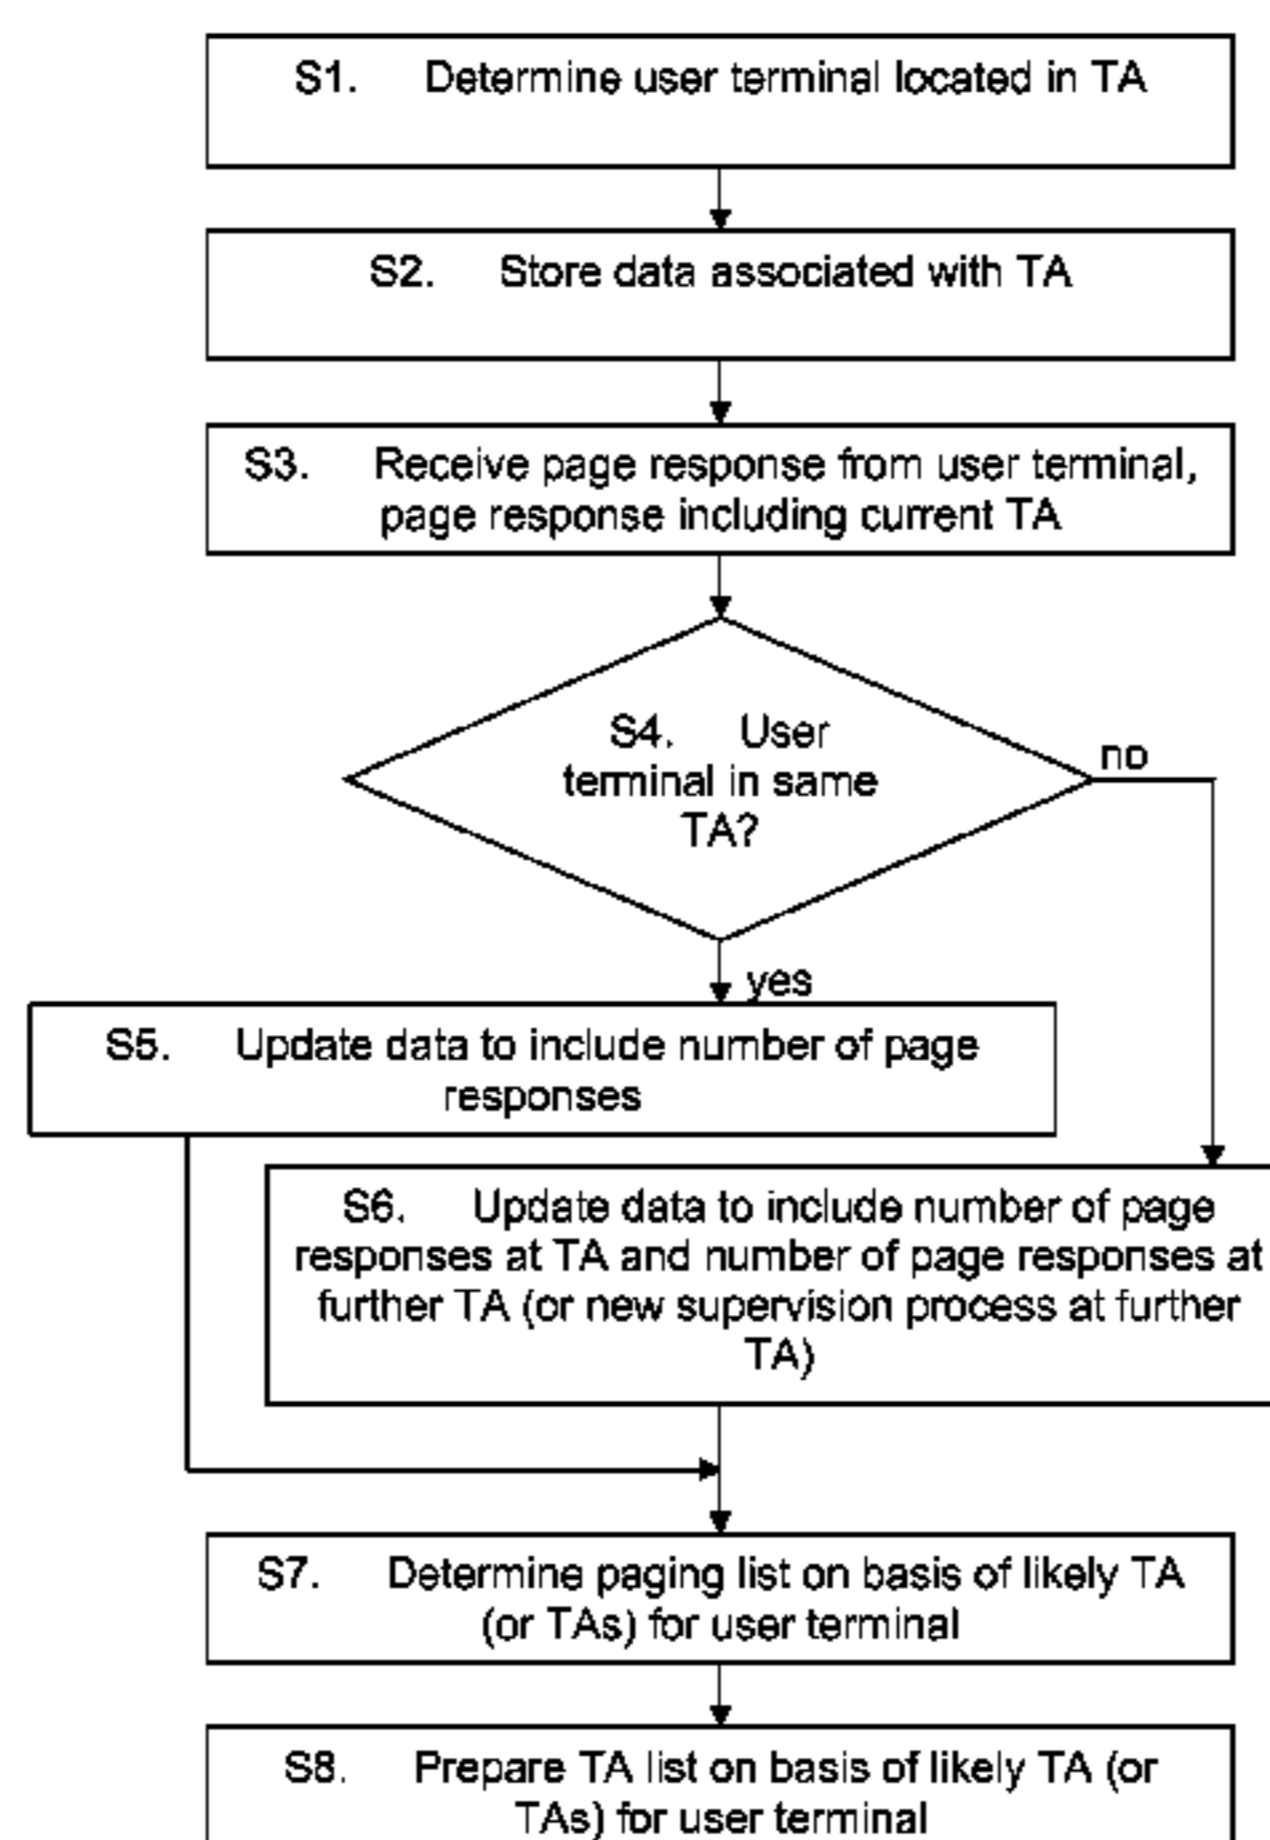 S1. Determine user terminal located in TA
S2. Store data associated with TA
S3. Receive page response from user terminal,
page response including current TA
S4. User
terminal in same
TA?
no
yes
S5. Update data to include number of page
responses
S6. Update data to include number of page
responses at TA and number of page responses at
further TA (or new supervision process at further
TA)
S7. Determine paging list on basis of likely TA
(or TAs) for user terminal
S8. Prepare TA list on basis of likely TA (or
TAs) for user terminal